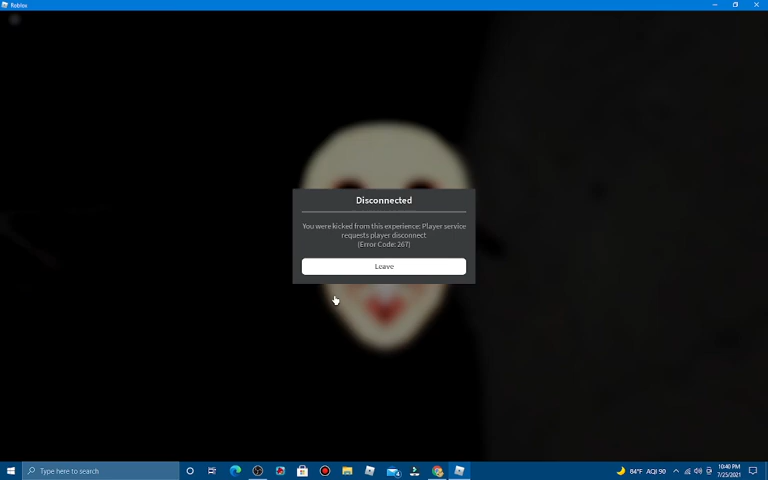 Roblox
Disconnected
You were kicked from this experience: Player service
requests player disconnect
(Error Code: 267)
Leave
Type here to search
84°F AQI 90
10:40 PM
7/25/2021